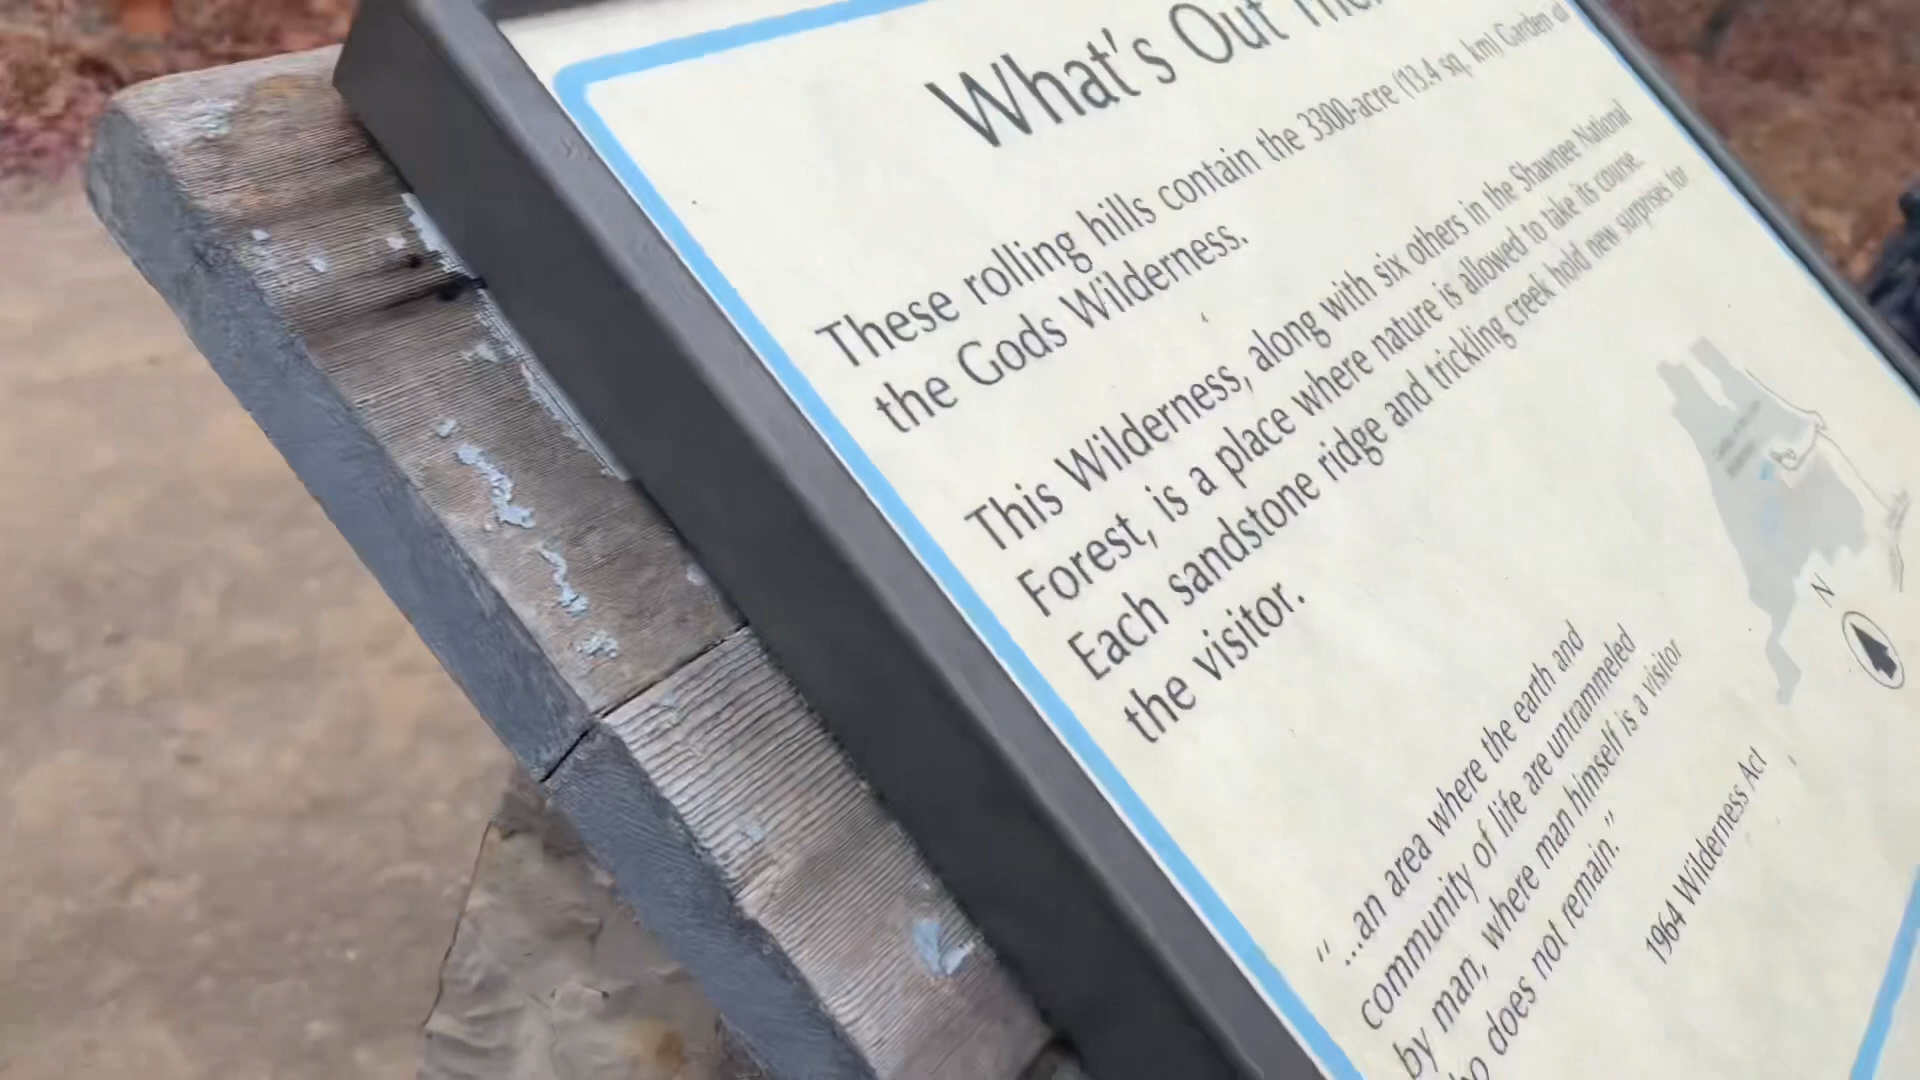 What's Out
These rolling hills contain the 3300-acre (13.4 sq. km) Garden of
the Gods Wilderness.
This Wilderness, along with six others in the Shawnee National
Forest, is a place where nature is allowed to take its course.
Each sandstone ridge and trickling creek hold new surprises for
the visitor.
"...an area where the earth and
community of life are untrammeled
by man, where man himself is a visitor
does not remain."
1964 Wilderness Act
N